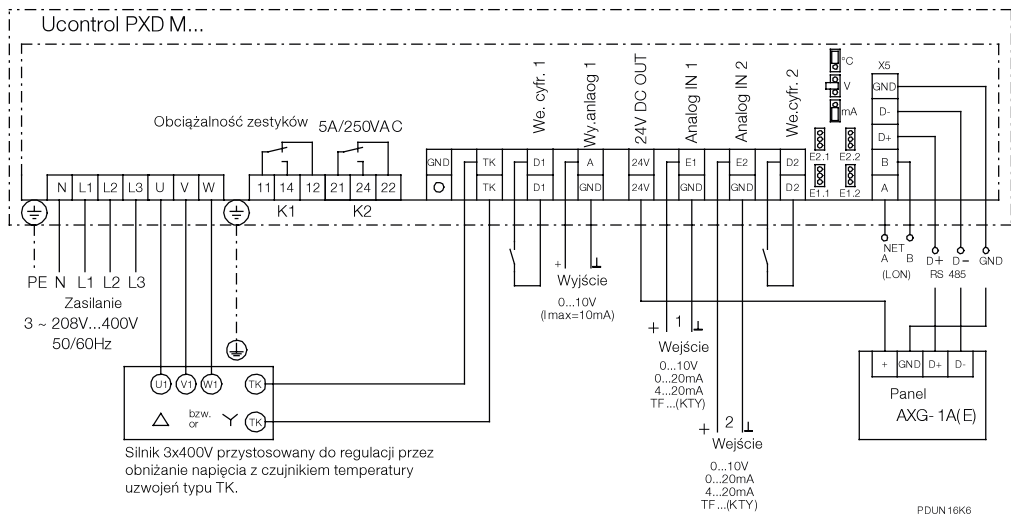 Ucontrol PXD M...
Obciążalność zestyków 5A/250VAC
We. cyfr. 1
Wy.anlaog 1
24V DC OUT
Analog IN 1
Analog IN 2
We.cyfr. 2
°C
V
mA
X5
GND
D-
D+
B
A
E2.1 E2.2
E1.1 E1.2
GND TK D1 A 24V E1 E2 D2
TK D1 GND 24V GND GND D2
N L1 L2 L3 U V W
11 14 12 21 24 22
K1 K2
PE N L1 L2 L3
Zasilanie
3 ~ 208V...400V
50/60Hz
+ ⊥
Wyjście
0...10V
(Imax=10mA)
+ 1 ⊥
Wejście
0...10V
0...20mA
4...20mA
TF...(KTY)
+ 2 ⊥
Wejście
0...10V
0...20mA
4...20mA
TF...(KTY)
NET
A B
(LON)
D+ D- GND
RS 485
+ GND D+ D-
Panel
AXG-1A(E)
U1 V1 W1 TK
bzw.
or
TK
Silnik 3x400V przystosowany do regulacji przez
obniżanie napięcia z czujnikiem temperatury
uzwojeń typu TK.
PDUN16K6